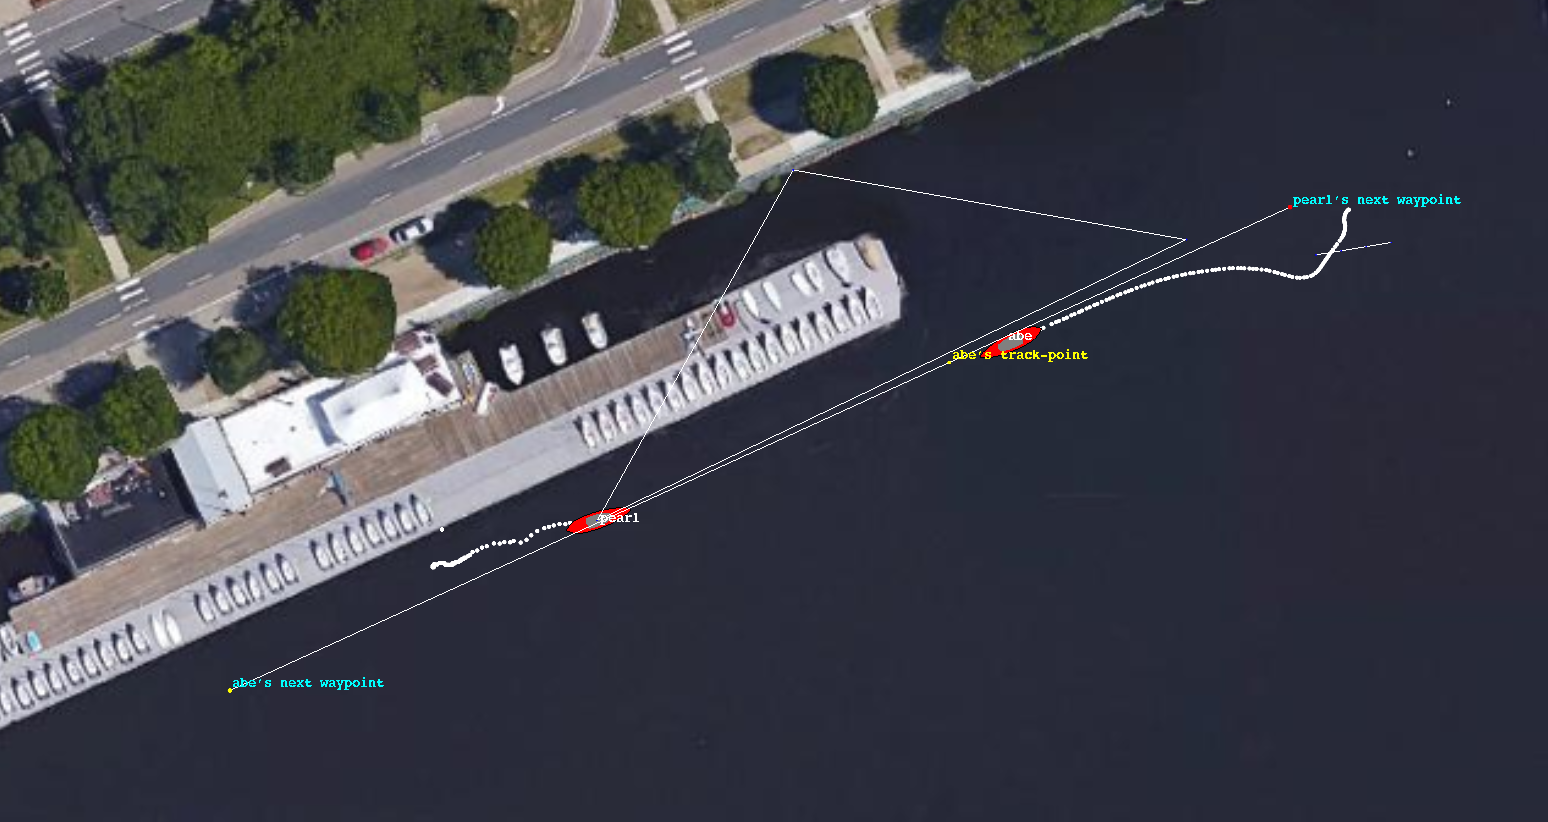 pearl's next waypoint
abe
abe's track-point
pearl
abe's next waypoint